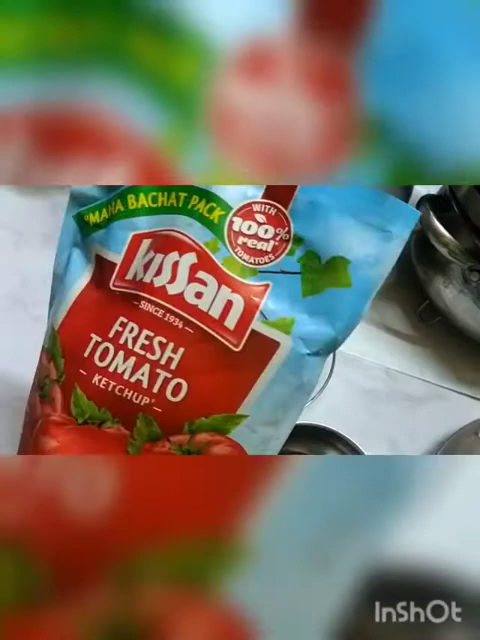 "MAHA BACHAT PACK
WITH
100%
real*
TOMATOES
Kissan
SINCE 1934
FRESH
TOMATO
KETCHUP*
InShOt